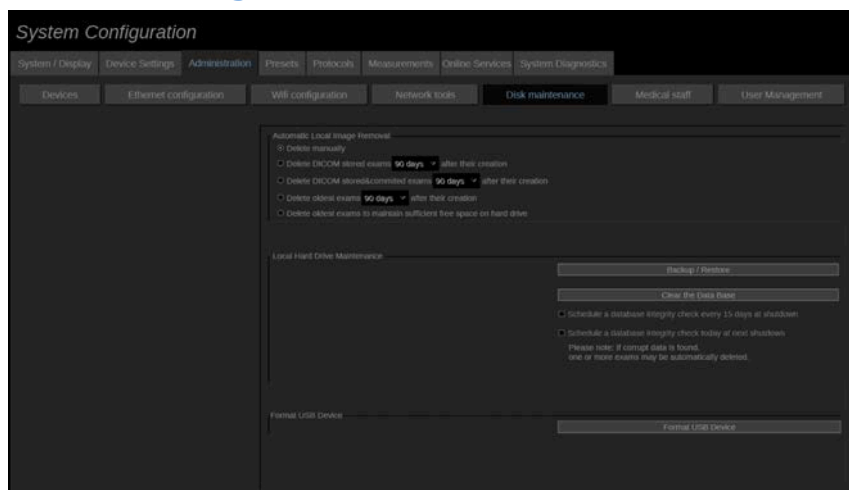 System Configuration
System / Display Device Settings Administration Presets Protocols Measurements Online Services System Diagnostics
Devices Ethernet configuration Wifi configuration Network tools Disk maintenance Medical staff User Management
Automatic Local Image Removal
Delete manually
Delete DICOM stored exams 90 days after their creation
Delete DICOM stored&commited exams 90 days after their creation
Delete oldest exams 90 days after their creation
Delete oldest exams to maintain sufficient free space on hard drive
Local Hard Drive Maintenance
Backup / Restore
Clear the Data Base
Schedule a database integrity check every 15 days at shutdown
Schedule a database integrity check today at next shutdown
Please note: If corrupt data is found,
one or more exams may be automatically deleted.
Format USB Device
Format USB Device